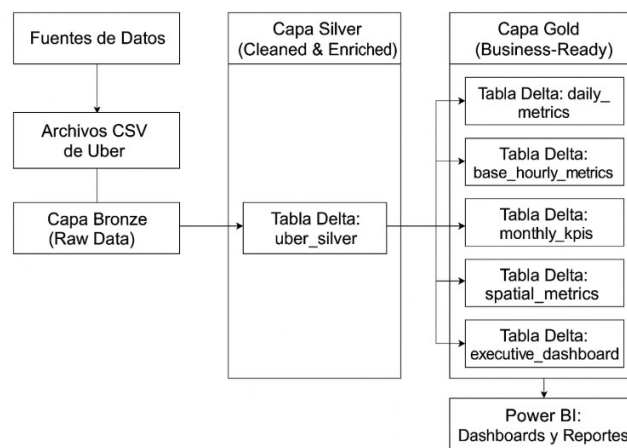 Fuentes de Datos
Archivos CSV
de Uber
Capa Bronze
(Raw Data)
Capa Silver
(Cleaned & Enriched)
Tabla Delta:
uber_silver
Capa Gold
(Business-Ready)
Tabla Delta: daily_
metrics
Tabla Delta:
base_hourly_metrics
Tabla Delta:
monthly_kpis
Tabla Delta:
spatial_metrics
Tabla Delta:
executive_dashboard
Power BI:
Dashboards y Reportes